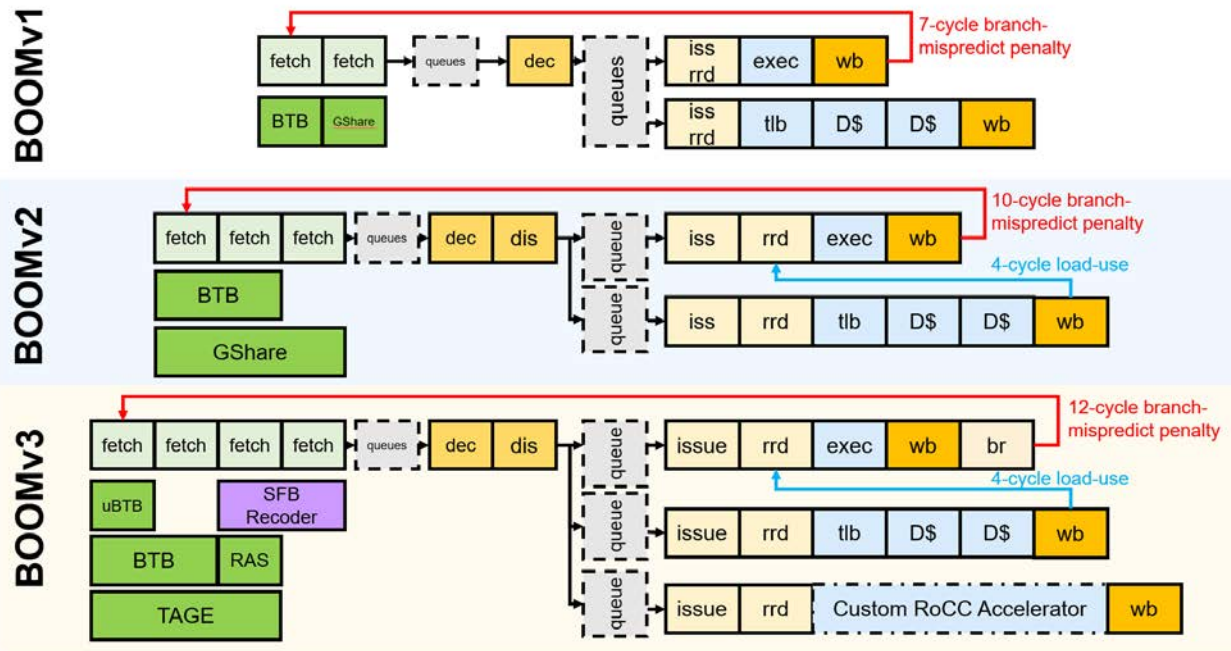 BOOMv1
7-cycle branch-
mispredict penalty
fetch fetch queues dec queues iss
rrd exec wb
BTB GShare
iss
rrd tlb D$ D$ wb
BOOMv2
10-cycle branch-
mispredict penalty
fetch fetch fetch queues dec dis queue iss rrd exec wb
4-cycle load-use
BTB
queue iss rrd tlb D$ D$ wb
GShare
BOOMv3
12-cycle branch-
mispredict penalty
fetch fetch fetch fetch queues dec dis queue issue rrd exec wb br
4-cycle load-use
uBTB SFB
Recoder
queue issue rrd tlb D$ D$ wb
BTB RAS
TAGE
queue issue rrd Custom RoCC Accelerator wb